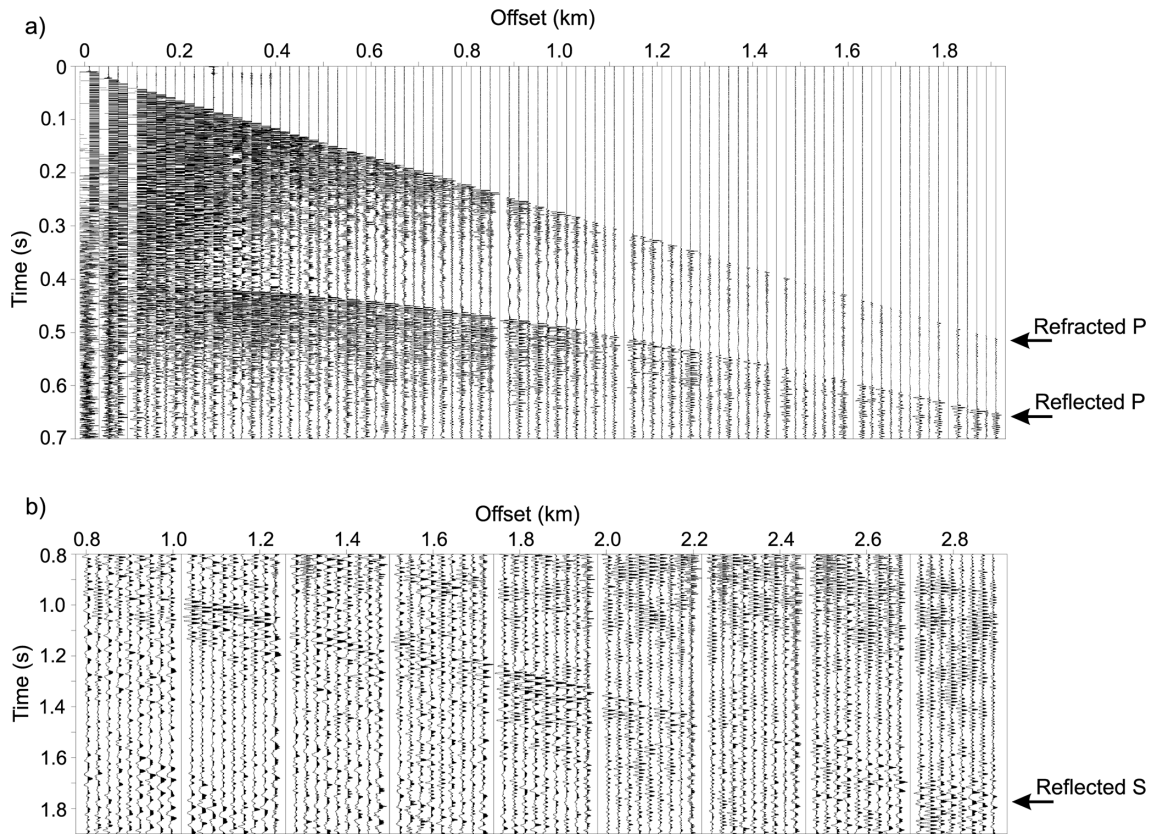 a)
Offset (km)
0 0.2 0.4 0.6 0.8 1.0 1.2 1.4 1.6 1.8
Time (s)
0
0.1
0.2
0.3
0.4
0.5
0.6
0.7
Refracted P
Reflected P
b)
Offset (km)
0.8 1.0 1.2 1.4 1.6 1.8 2.0 2.2 2.4 2.6 2.8
Time (s)
0.8
1.0
1.2
1.4
1.6
1.8
Reflected S